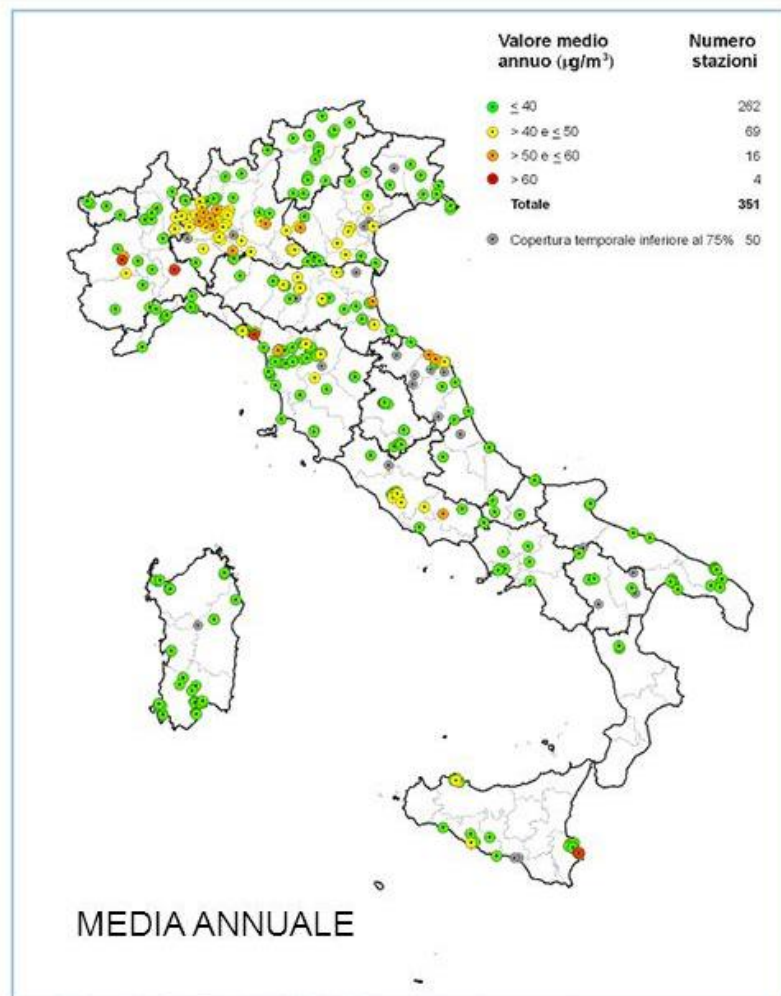 Valore medio annuo (µg/m³) Numero stazioni
≤ 40 262
> 40 e ≤ 50 69
> 50 e ≤ 60 16
> 60 4
Totale 351
Copertura temporale inferiore al 75% 50
MEDIA ANNUALE